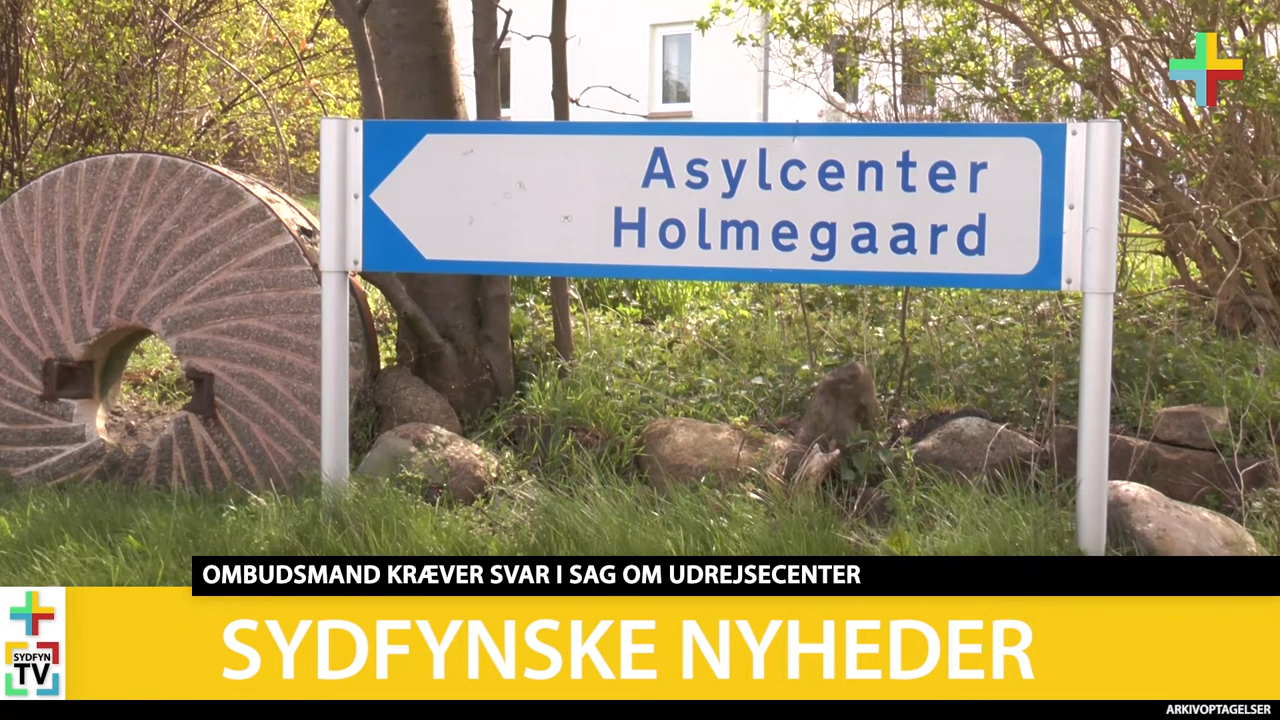 Asylcenter
Holmegaard
OMBUDSMAND KRÆVER SVAR I SAG OM UDREJSECENTER
SYDFYNSKE NYHEDER
SYDFYN
TV
ARKIVOPTAGELSER